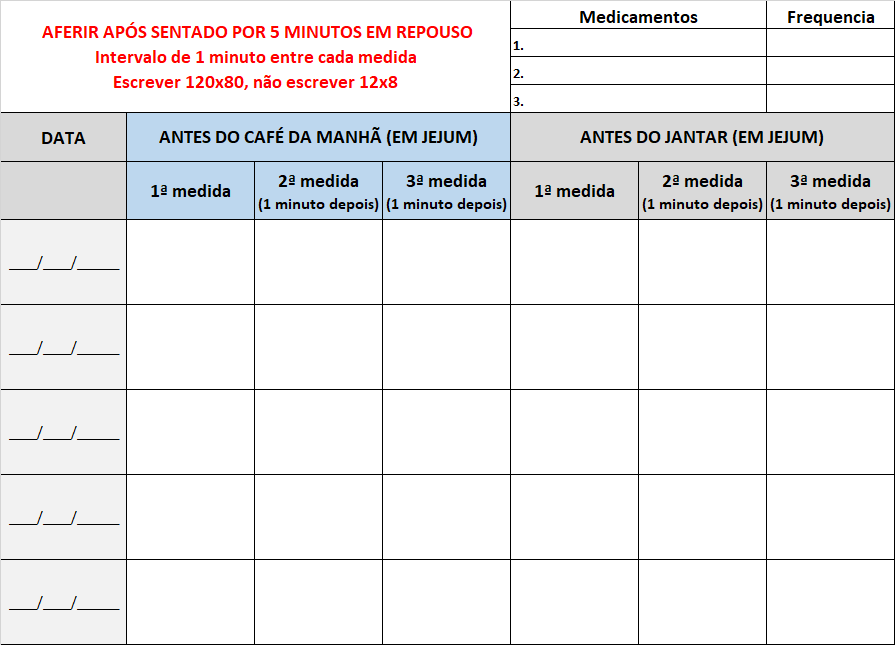 AFERIR APÓS SENTADO POR 5 MINUTOS EM REPOUSO
Intervalo de 1 minuto entre cada medida
Escrever 120x80, não escrever 12x8
Medicamentos
Frequencia
1.
2.
3.
DATA
ANTES DO CAFÉ DA MANHÃ (EM JEJUM)
ANTES DO JANTAR (EM JEJUM)
1ª medida
2ª medida
(1 minuto depois)
3ª medida
(1 minuto depois)
1ª medida
2ª medida
(1 minuto depois)
3ª medida
(1 minuto depois)
___/___/_____
___/___/_____
___/___/_____
___/___/_____
___/___/_____